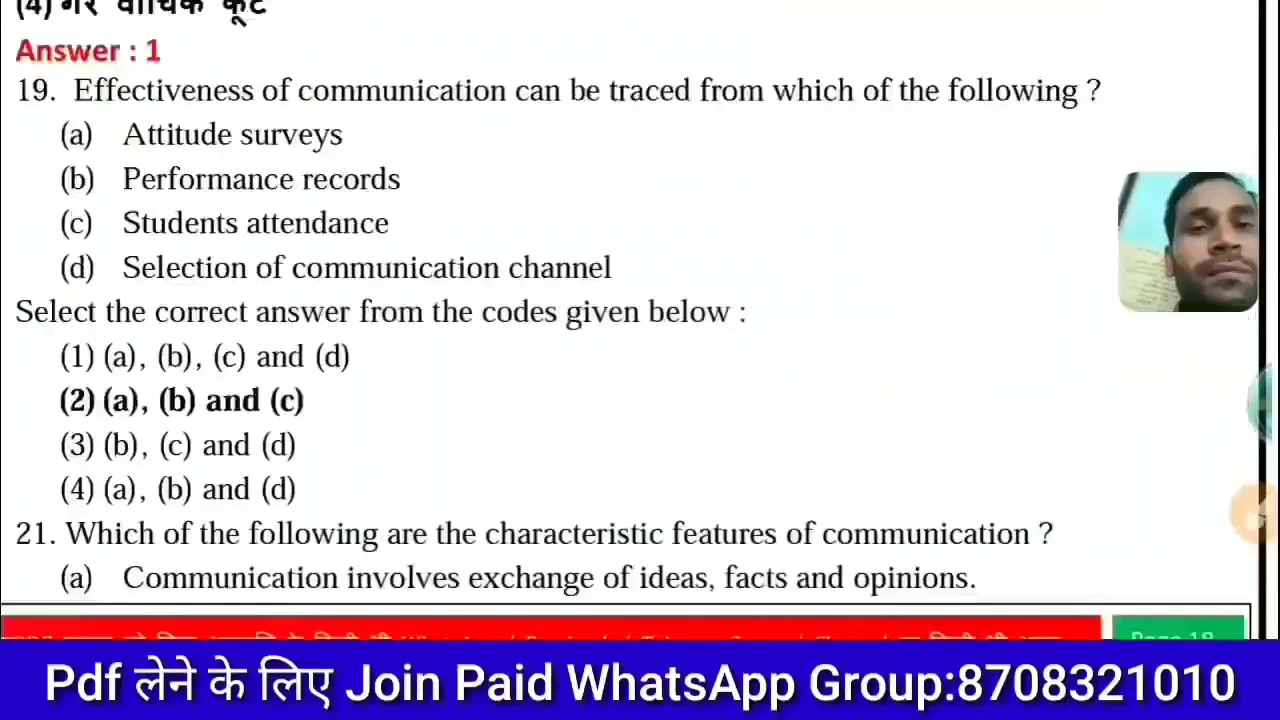 (4) गैर वाचिक कूट
Answer : 1
19. Effectiveness of communication can be traced from which of the following ?
(a) Attitude surveys
(b) Performance records
(c) Students attendance
(d) Selection of communication channel
Select the correct answer from the codes given below :
(1) (a), (b), (c) and (d)
(2) (a), (b) and (c)
(3) (b), (c) and (d)
(4) (a), (b) and (d)
21. Which of the following are the characteristic features of communication ?
(a) Communication involves exchange of ideas, facts and opinions.
Page 18
Pdf लेने के लिए Join Paid WhatsApp Group:8708321010